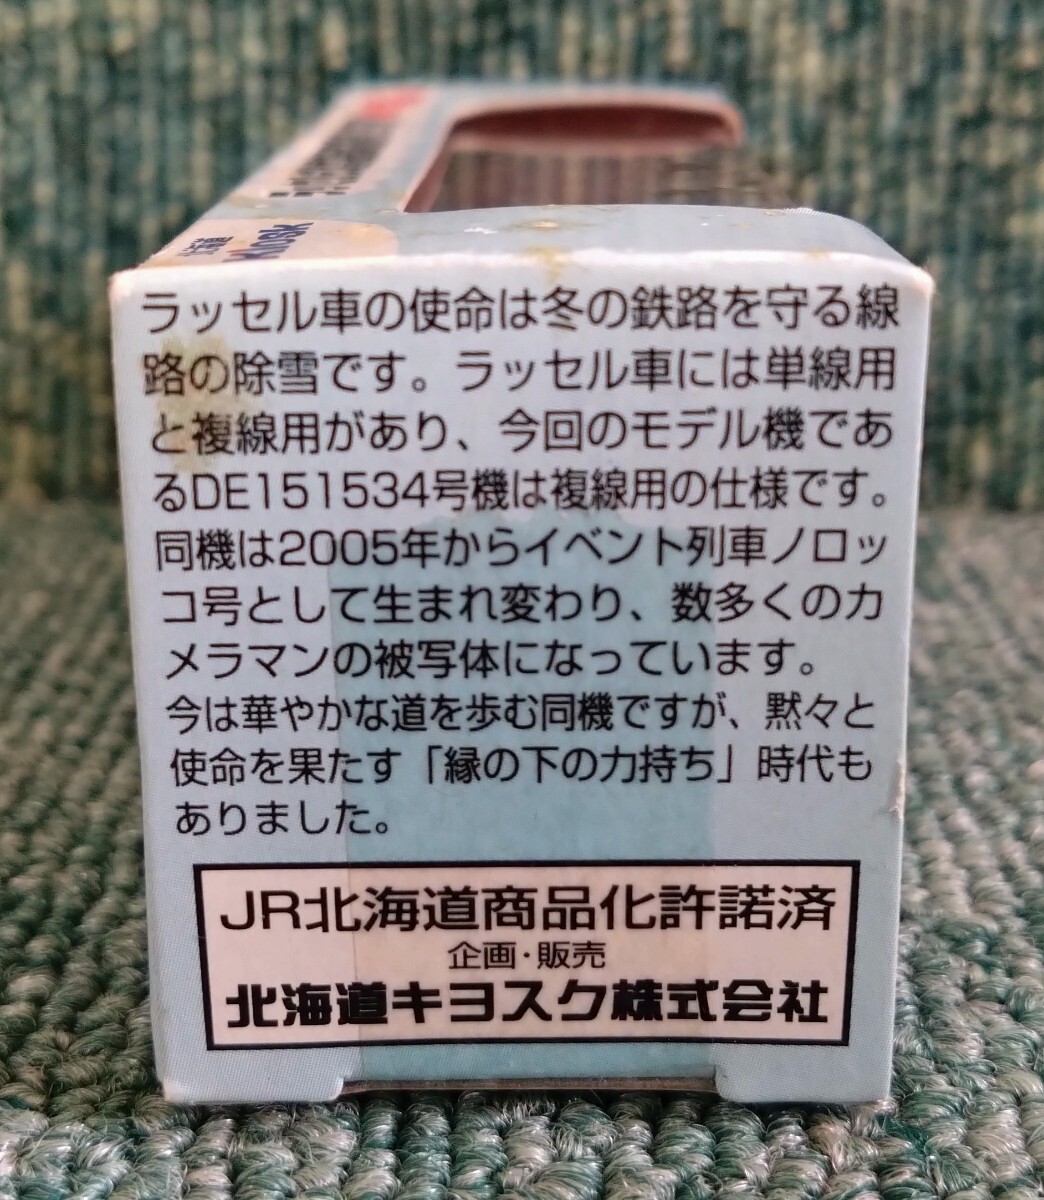 KIOSK
ラッセル車の使命は冬の鉄路を守る線
路の除雪です。ラッセル車には単線用
と複線用があり、今回のモデル機であ
るDE151534号機は複線用の仕様です。
同機は2005年からイベント列車ノロッ
コ号として生まれ変わり、数多くのカ
メラマンの被写体になっています。
今は華やかな道を歩む同機ですが、黙々と
使命を果たす「縁の下の力持ち」時代も
ありました。
JR北海道商品化許諾済
企画・販売
北海道キヨスク株式会社